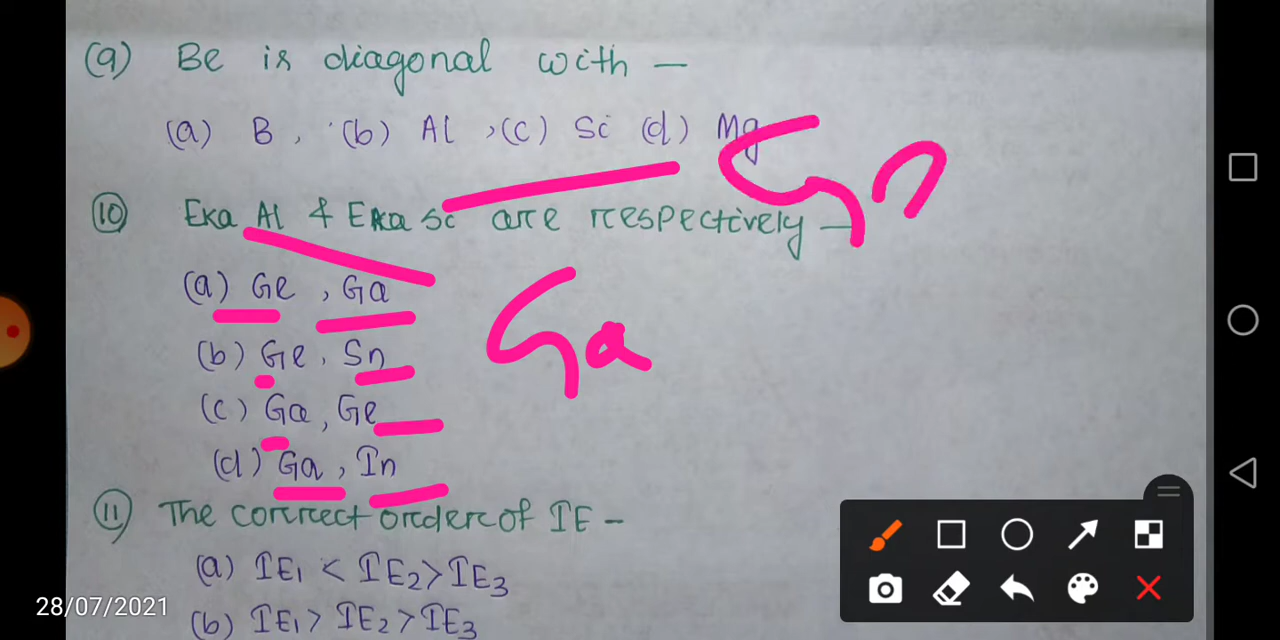 (9) Be is diagonal with —
(a) B, (b) Al, (c) Si (d) Mg
(10) Eka Al & Eka Si are respectively —
(a) Ge, Ga
(b) Ge, Sn
(c) Ga, Ge
(d) Ga, In
Ga
(11) The correct order of IE –
(a) IE1 < IE2 > IE3
(b) IE1 > IE2 > IE3
28/07/2021